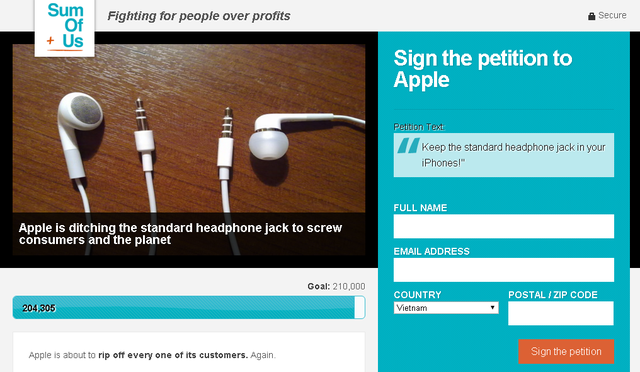 Sum
Of
+ Us
Fighting for people over profits
Secure
Sign the petition to
Apple
Petition Text:
Keep the standard headphone jack in your
iPhones!"
Apple is ditching the standard headphone jack to screw
consumers and the planet
FULL NAME
EMAIL ADDRESS
COUNTRY
POSTAL / ZIP CODE
Vietnam
Goal: 210,000
204,305
Sign the petition
Apple is about to rip off every one of its customers. Again.